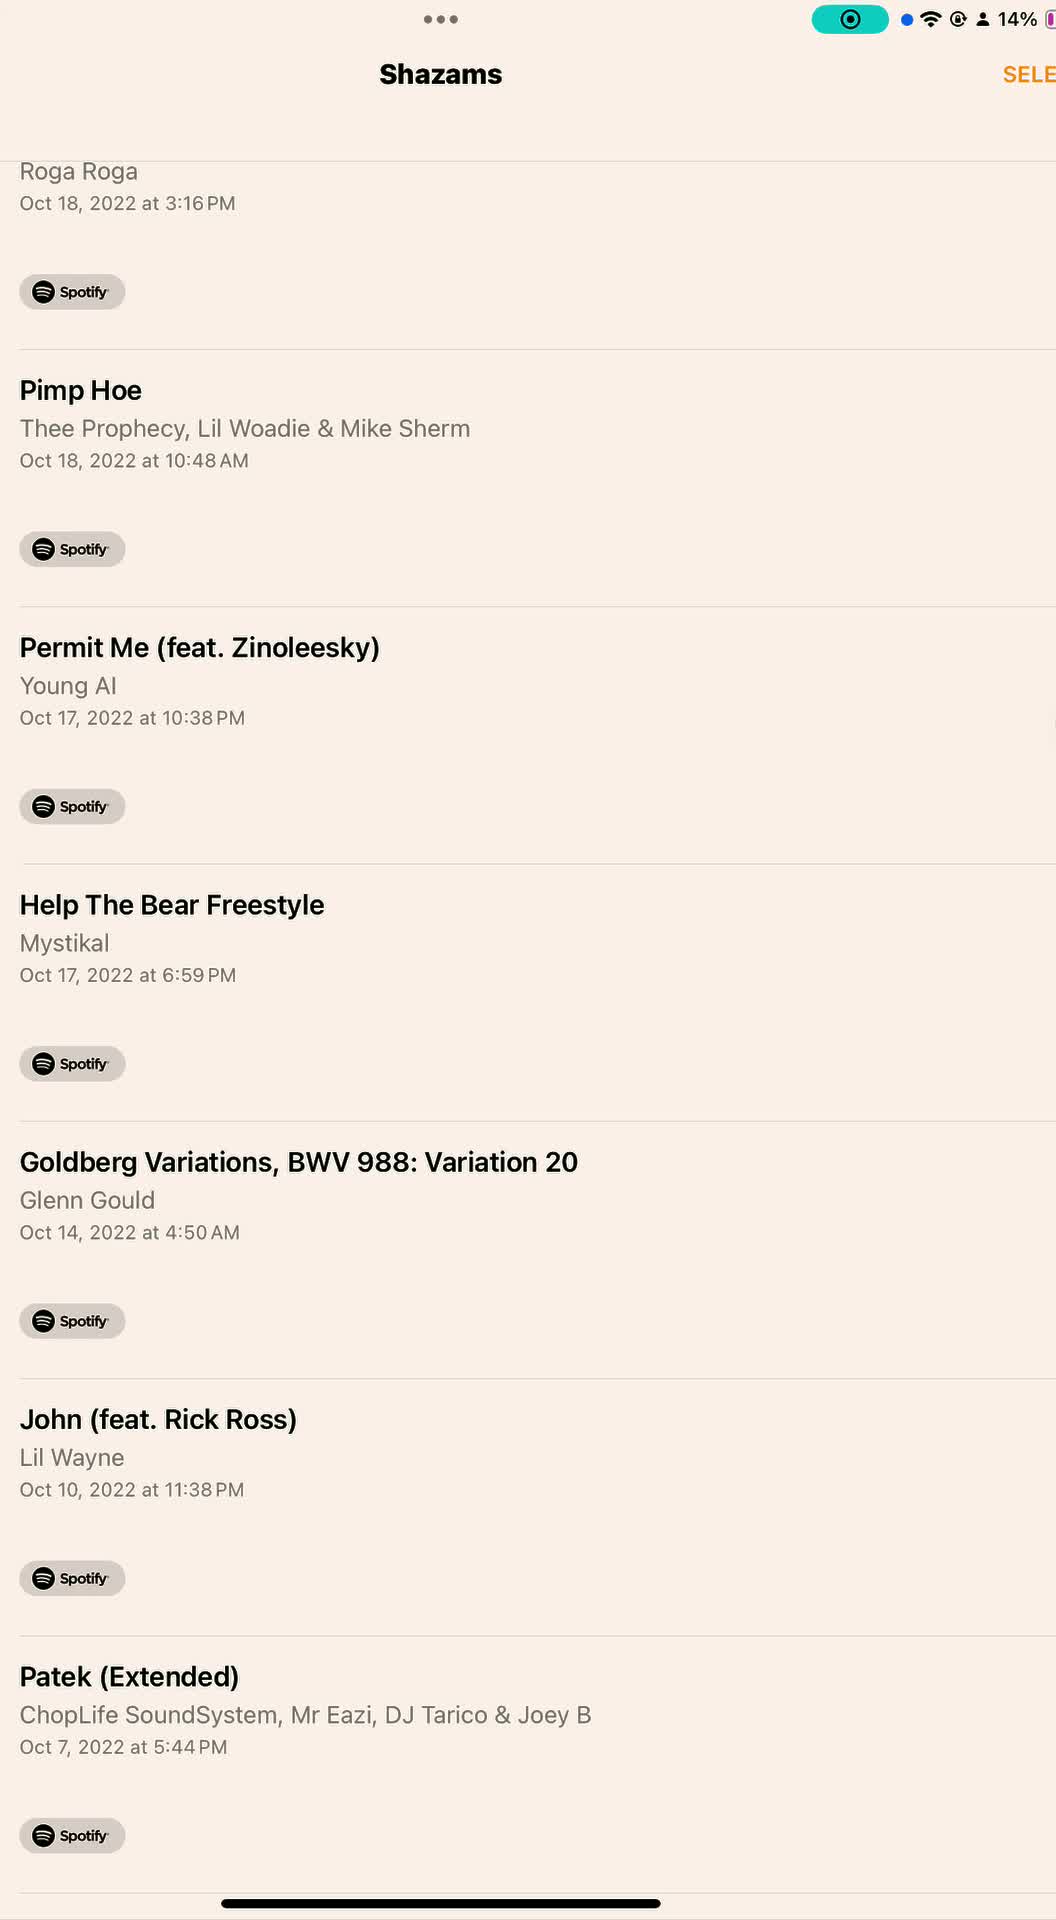 14%
Shazams
SELE
Roga Roga
Oct 18, 2022 at 3:16 PM
Spotify
Pimp Hoe
Thee Prophecy, Lil Woadie & Mike Sherm
Oct 18, 2022 at 10:48 AM
Spotify
Permit Me (feat. Zinoleesky)
Young Al
Oct 17, 2022 at 10:38 PM
Spotify
Help The Bear Freestyle
Mystikal
Oct 17, 2022 at 6:59 PM
Spotify
Goldberg Variations, BWV 988: Variation 20
Glenn Gould
Oct 14, 2022 at 4:50 AM
Spotify
John (feat. Rick Ross)
Lil Wayne
Oct 10, 2022 at 11:38 PM
Spotify
Patek (Extended)
ChopLife SoundSystem, Mr Eazi, DJ Tarico & Joey B
Oct 7, 2022 at 5:44 PM
Spotify